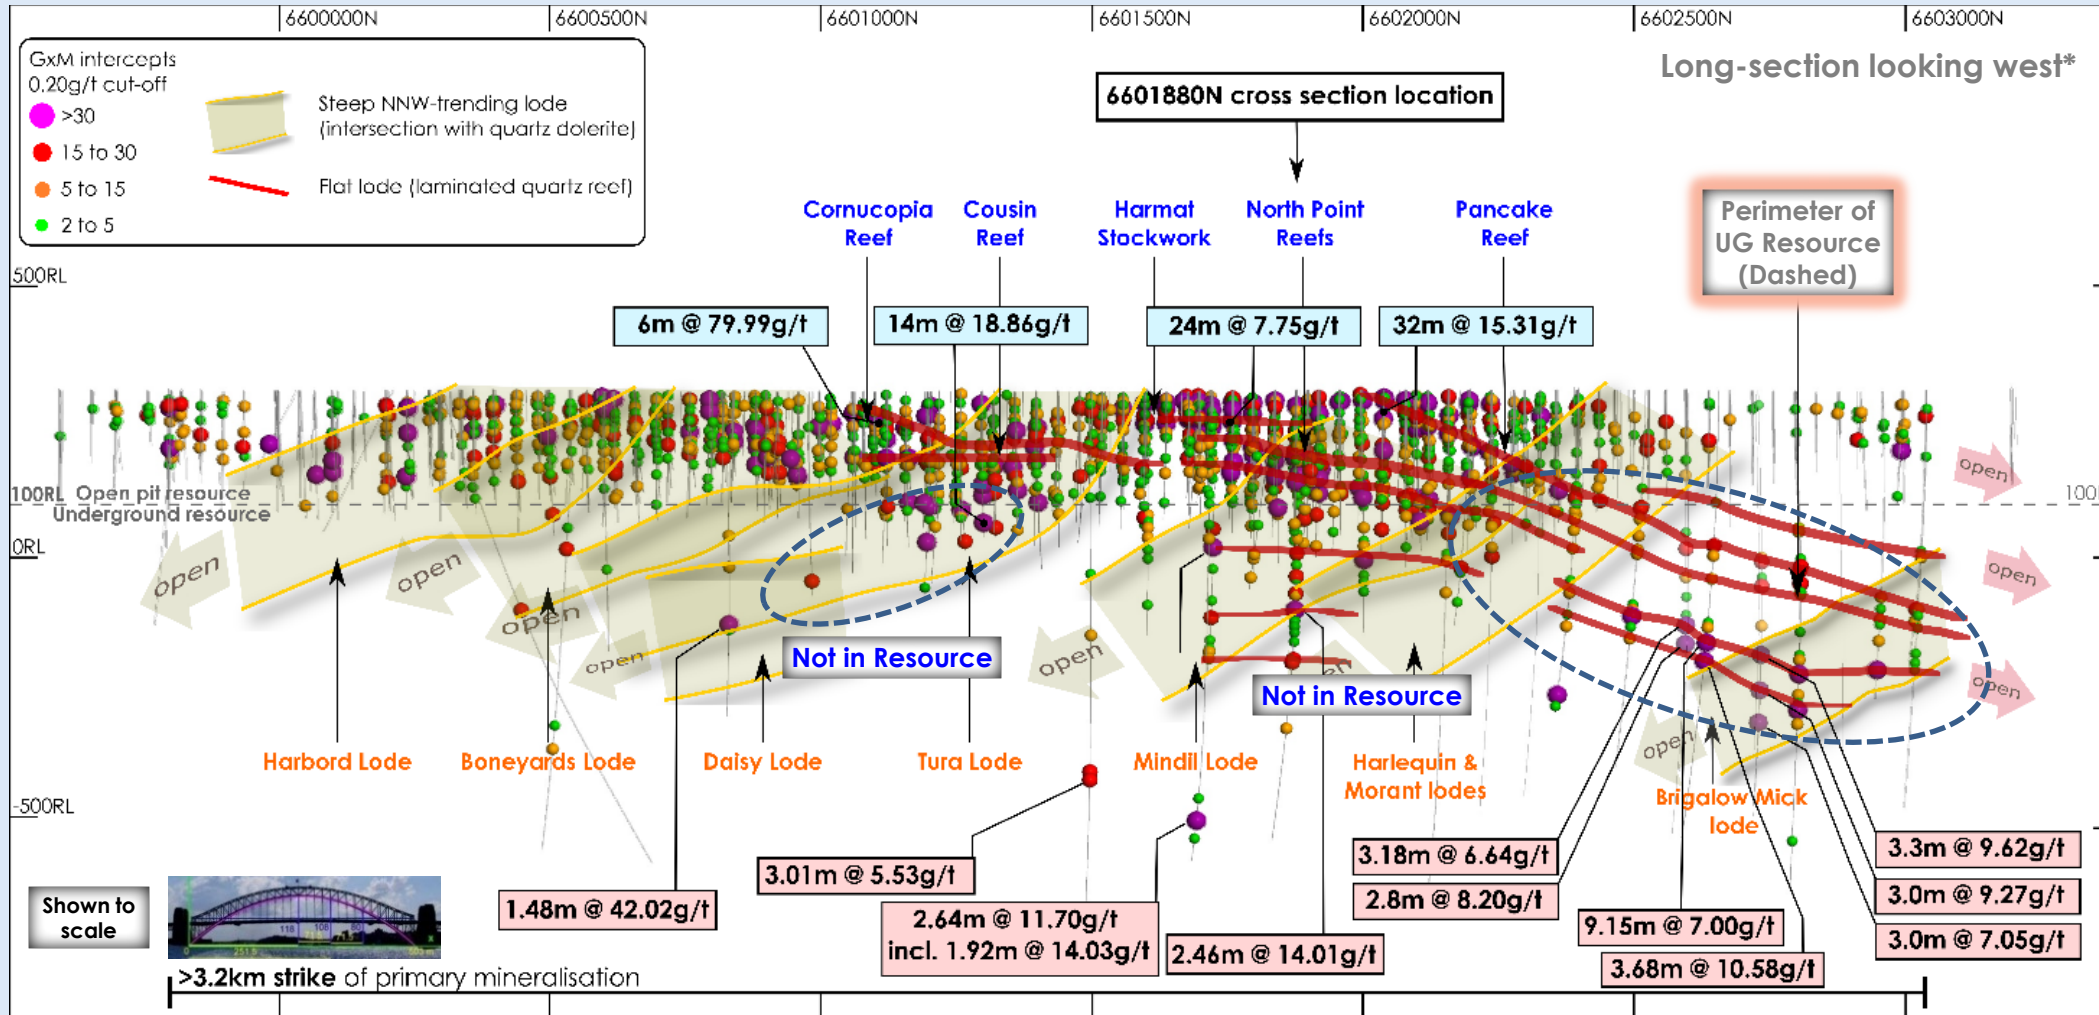 6600000N
6600500N
6601000N
6601500N
6602000N
6602500N
6603000N
GxM intercepts
0.20g/t cut-off
>30
15 to 30
5 to 15
2 to 5
Steep NNW-trending lode
(intersection with quartz dolerite)
Flat lode (laminated quartz reef)
Long-section looking west*
6601880N cross section location
Cornucopia
Reef
Cousin
Reef
Harmat
Stockwork
North Point
Reefs
Pancake
Reef
Perimeter of
UG Resource
(Dashed)
500RL
6m @ 79.99g/t
14m @ 18.86g/t
24m @ 7.75g/t
32m @ 15.31g/t
100RL
Open pit resource
Underground resource
100
0RL
open
open
open
open
open
open
open
open
open
Not in Resource
Not in Resource
Harbord Lode
Boneyards Lode
Daisy Lode
Tura Lode
Mindil Lode
Harlequin &
Morant lodes
Brigalow Mick
lode
-500RL
3.01m @ 5.53g/t
1.48m @ 42.02g/t
2.64m @ 11.70g/t
incl. 1.92m @ 14.03g/t
2.46m @ 14.01g/t
3.18m @ 6.64g/t
2.8m @ 8.20g/t
9.15m @ 7.00g/t
3.68m @ 10.58g/t
3.3m @ 9.62g/t
3.0m @ 9.27g/t
3.0m @ 7.05g/t
Shown to
scale
118
108
>3.2km strike of primary mineralisation